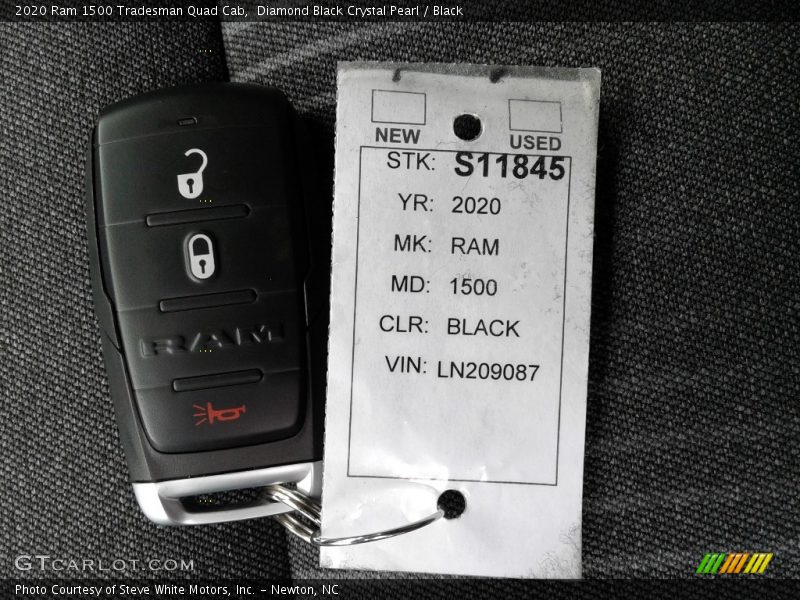 2020 Ram 1500 Tradesman Quad Cab,  Diamond Black Crystal Pearl / Black
NEW
USED
STK: S11845
YR: 2020
MK: RAM
MD: 1500
CLR: BLACK
VIN: LN209087
RAM
GTCARLOT.COM
Photo Courtesy of Steve White Motors, Inc. – Newton, NC